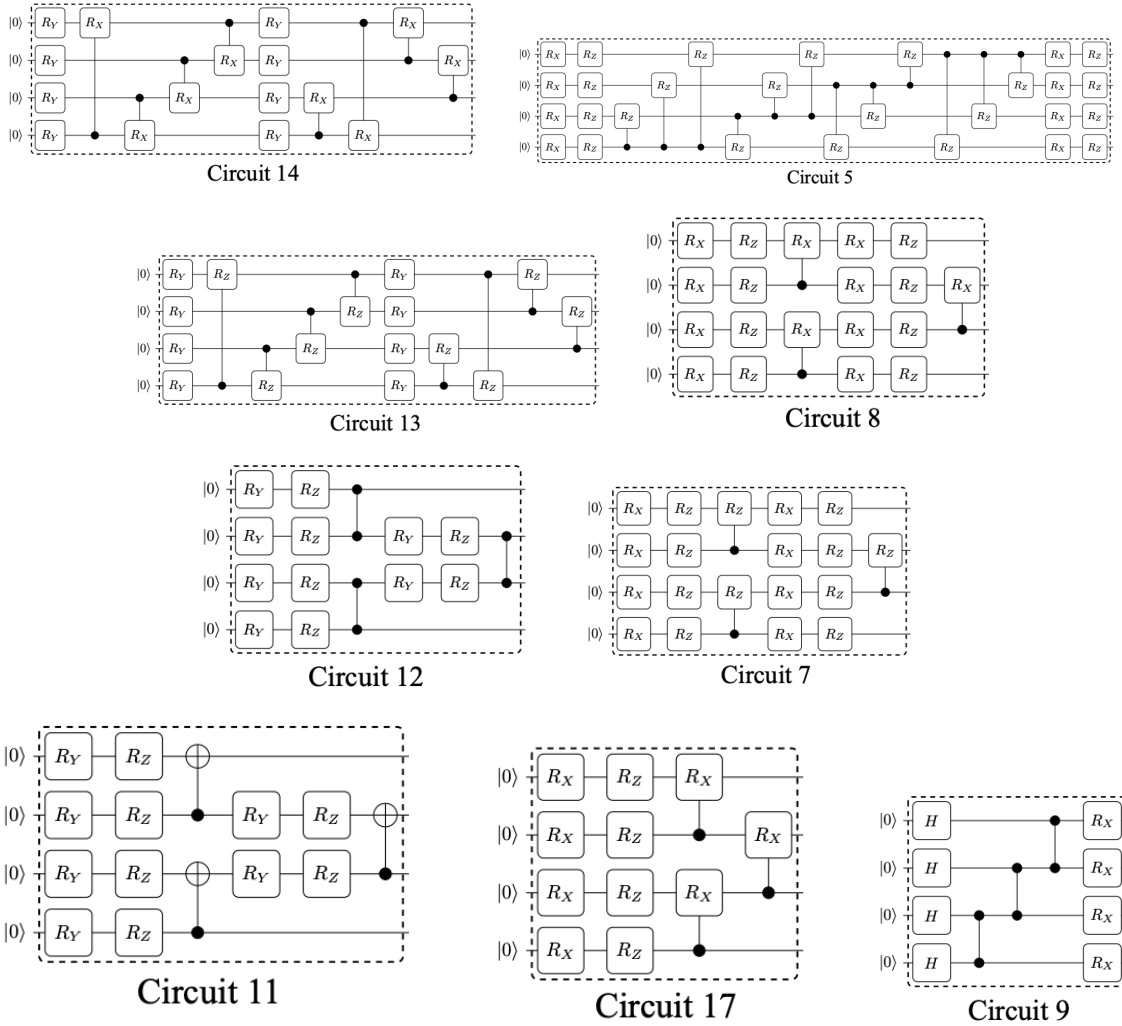 |0⟩ R_Y R_X R_Y R_X
|0⟩ R_Y R_X R_Y R_X
|0⟩ R_Y R_X R_Y R_X
|0⟩ R_Y R_X R_Y R_X
Circuit 14
|0⟩ R_X R_Z R_Z R_Z R_Z R_X R_Z
|0⟩ R_X R_Z R_Z R_Z R_Z R_X R_Z
|0⟩ R_X R_Z R_Z R_Z R_Z R_X R_Z
|0⟩ R_X R_Z R_Z R_Z R_Z R_X R_Z
Circuit 5
|0⟩ R_Y R_Z R_Y R_Z
|0⟩ R_Y R_Z R_Y R_Z
|0⟩ R_Y R_Z R_Y R_Z
|0⟩ R_Y R_Z R_Y R_Z
Circuit 13
|0⟩ R_X R_Z R_X R_X R_Z
|0⟩ R_X R_Z R_X R_Z R_X
|0⟩ R_X R_Z R_X R_X R_Z
|0⟩ R_X R_Z R_X R_Z
Circuit 8
|0⟩ R_Y R_Z
|0⟩ R_Y R_Z R_Y R_Z
|0⟩ R_Y R_Z R_Y R_Z
|0⟩ R_Y R_Z
Circuit 12
|0⟩ R_X R_Z R_Z R_X R_Z
|0⟩ R_X R_Z R_X R_Z R_Z
|0⟩ R_X R_Z R_Z R_X R_Z
|0⟩ R_X R_Z R_X R_Z
Circuit 7
|0⟩ R_Y R_Z
|0⟩ R_Y R_Z R_Y R_Z
|0⟩ R_Y R_Z R_Y R_Z
|0⟩ R_Y R_Z
Circuit 11
|0⟩ R_X R_Z R_X
|0⟩ R_X R_Z R_X
|0⟩ R_X R_Z R_X
|0⟩ R_X R_Z
Circuit 17
|0⟩ H R_X
|0⟩ H R_X
|0⟩ H R_X
|0⟩ H R_X
Circuit 9